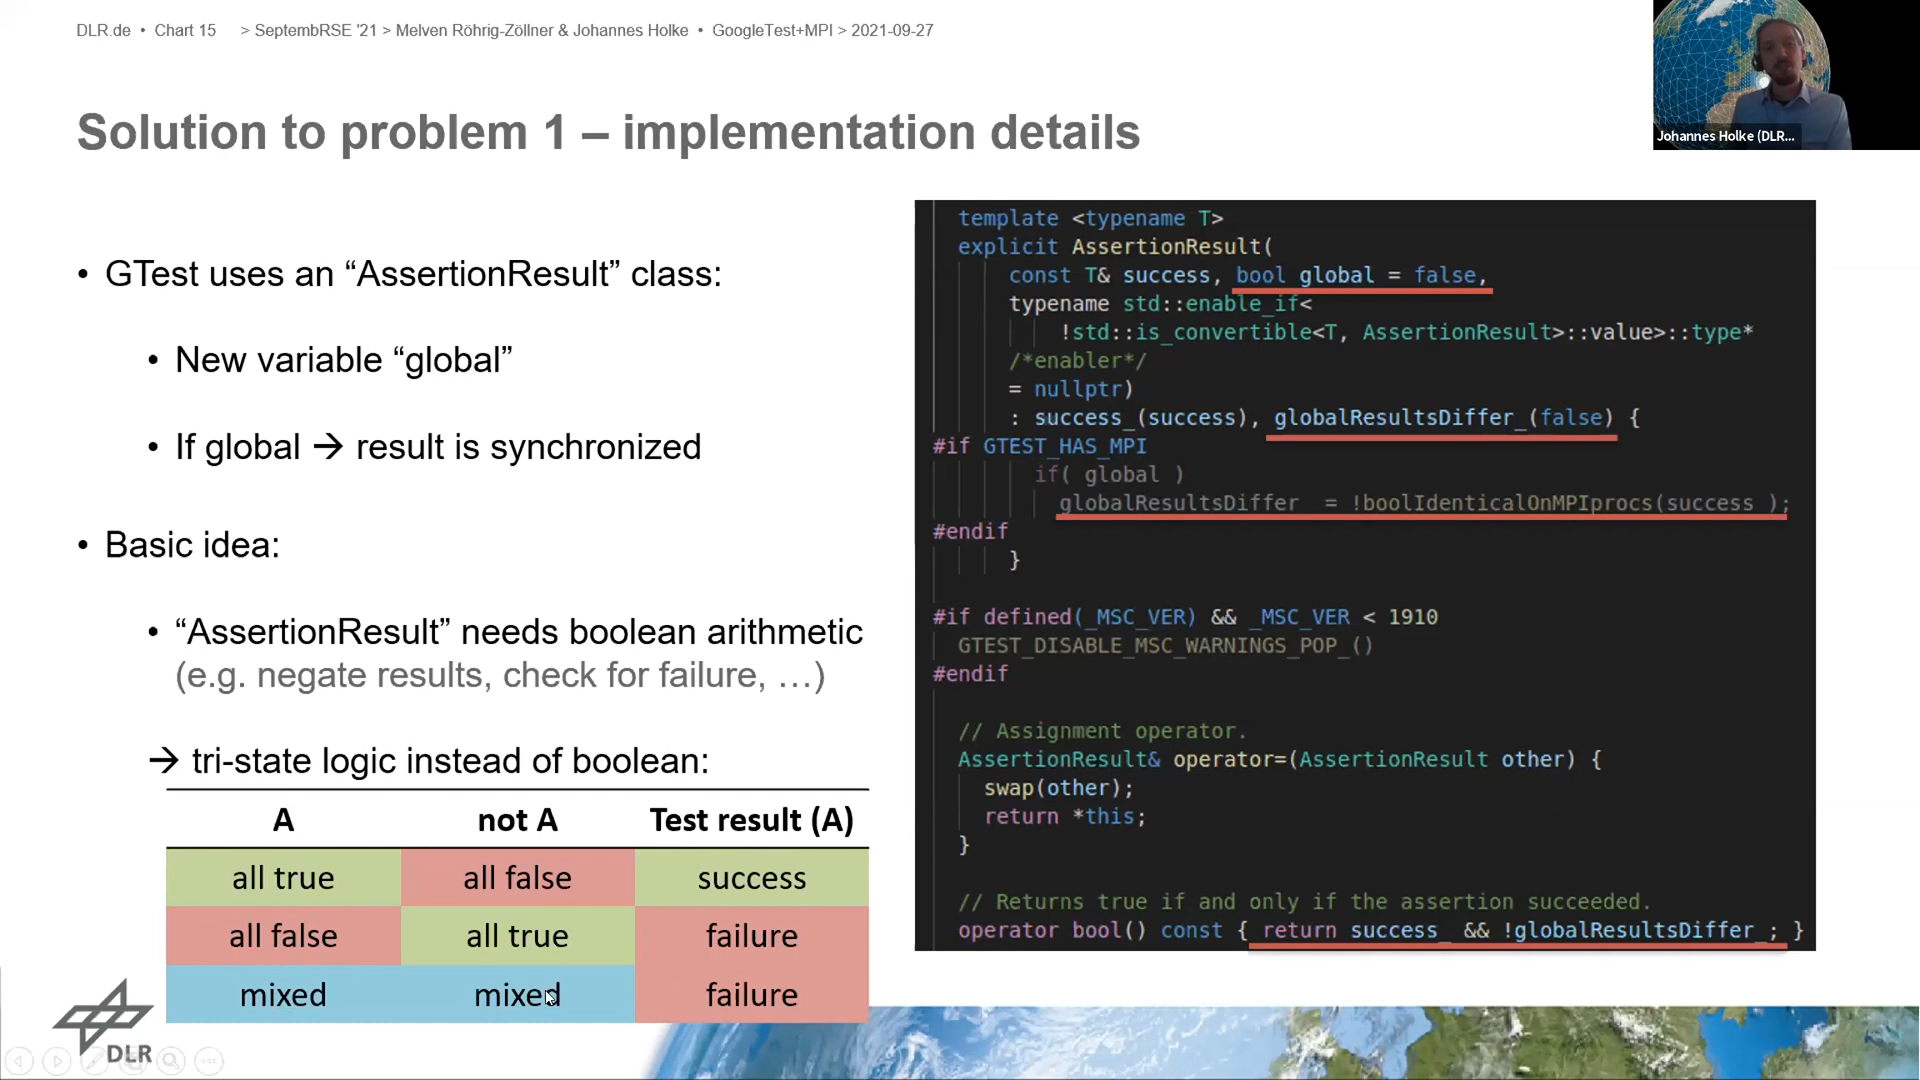 DLR.de • Chart 15 > SeptembRSE '21 > Melven Röhrig-Zöllner & Johannes Holke • GoogleTest+MPI > 2021-09-27
Johannes Holke (DLR...
Solution to problem 1 – implementation details
• GTest uses an “AssertionResult” class:
• New variable “global”
• If global → result is synchronized
• Basic idea:
• “AssertionResult” needs boolean arithmetic
(e.g. negate results, check for failure, …)
→ tri-state logic instead of boolean:
A not A Test result (A)
all true all false success
all false all true failure
mixed mixed failure
DLR
template <typename T>
explicit AssertionResult(
const T& success, bool global = false,
typename std::enable_if<
!std::is_convertible<T, AssertionResult>::value>::type*
/*enabler*/
= nullptr)
: success_(success), globalResultsDiffer_(false) {
#if GTEST_HAS_MPI
if( global )
globalResultsDiffer_ = !boolIdenticalOnMPIprocs(success_);
#endif
}
#if defined(_MSC_VER) && _MSC_VER < 1910
GTEST_DISABLE_MSC_WARNINGS_POP_()
#endif
// Assignment operator.
AssertionResult& operator=(AssertionResult other) {
swap(other);
return *this;
}
// Returns true if and only if the assertion succeeded.
operator bool() const { return success_ && !globalResultsDiffer_; }